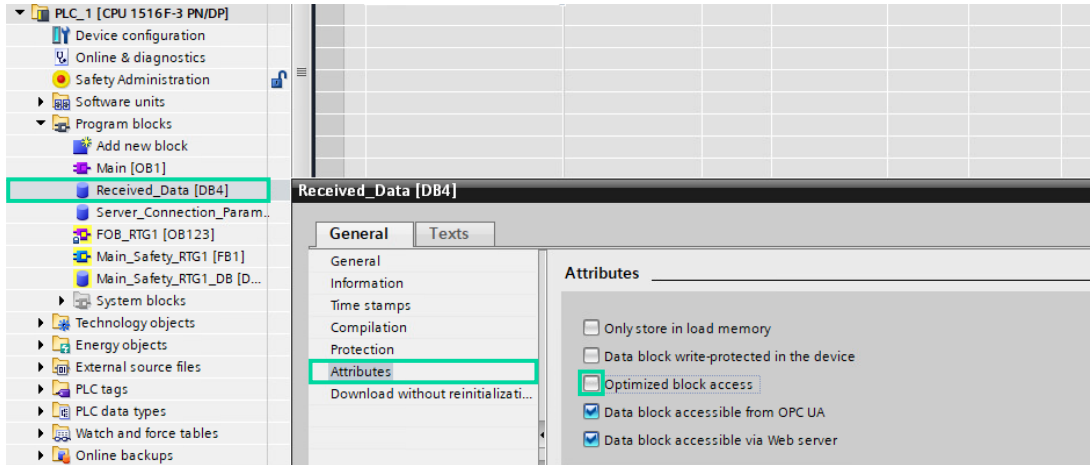 PLC_1 [CPU 1516F-3 PN/DP]
Device configuration
Online & diagnostics
Safety Administration
Software units
Program blocks
Add new block
Main [OB1]
Received_Data [DB4]
Server_Connection_Param..
FOB_RTG1 [OB123]
Main_Safety_RTG1 [FB1]
Main_Safety_RTG1_DB [D...
System blocks
Technology objects
Energy objects
External source files
PLC tags
PLC data types
Watch and force tables
Online backups
Received_Data [DB4]
General
Texts
General
Information
Time stamps
Compilation
Protection
Attributes
Download without reinitializati...
Attributes
Only store in load memory
Data block write-protected in the device
Optimized block access
Data block accessible from OPC UA
Data block accessible via Web server